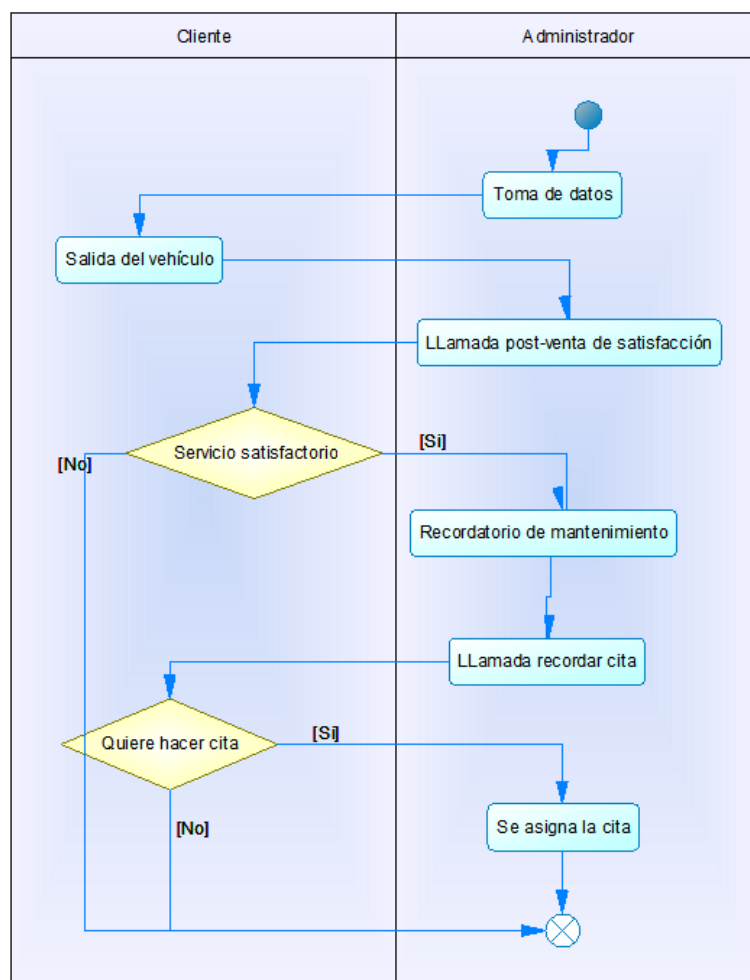 Cliente
Administrador
Toma de datos
Salida del vehículo
LLamada post-venta de satisfacción
Servicio satisfactorio
[No]
[Si]
Recordatorio de mantenimiento
LLamada recordar cita
Quiere hacer cita
[Si]
[No]
Se asigna la cita